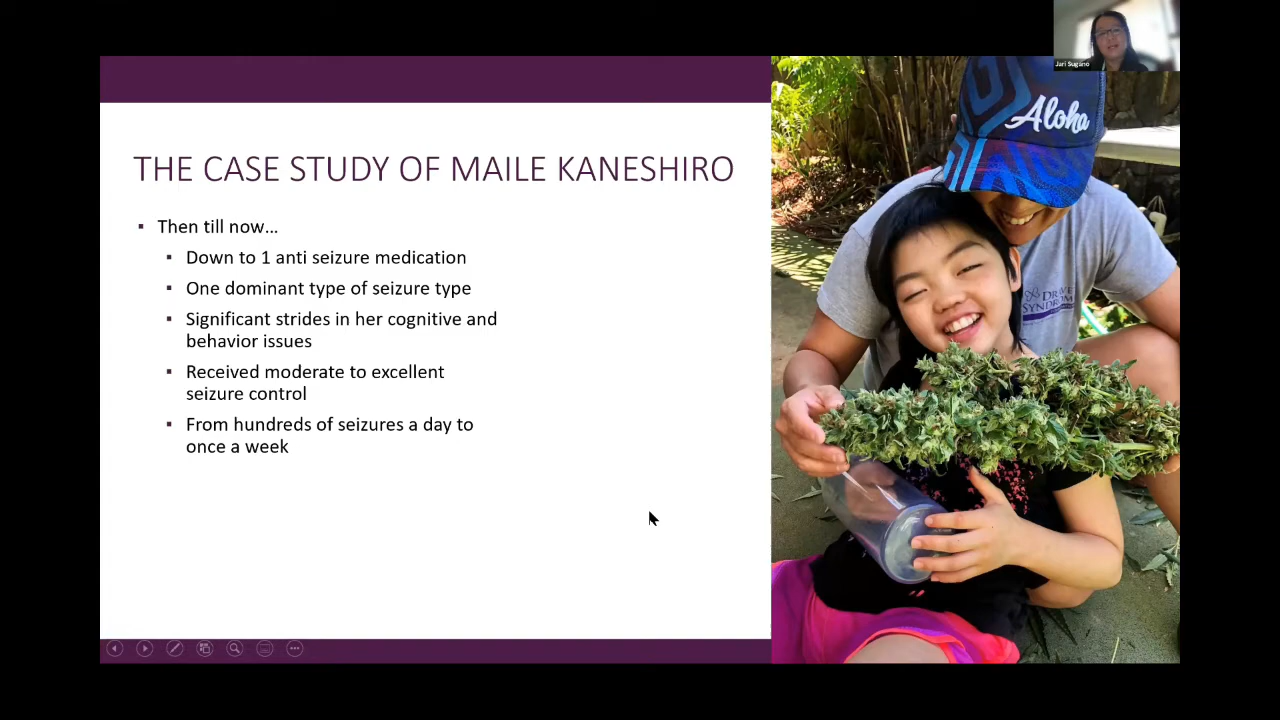 Jari Sugano
THE CASE STUDY OF MAILE KANESHIRO
▪ Then till now…
▪ Down to 1 anti seizure medication
▪ One dominant type of seizure type
▪ Significant strides in her cognitive and
behavior issues
▪ Received moderate to excellent
seizure control
▪ From hundreds of seizures a day to
once a week
Aloha
SYNDROME